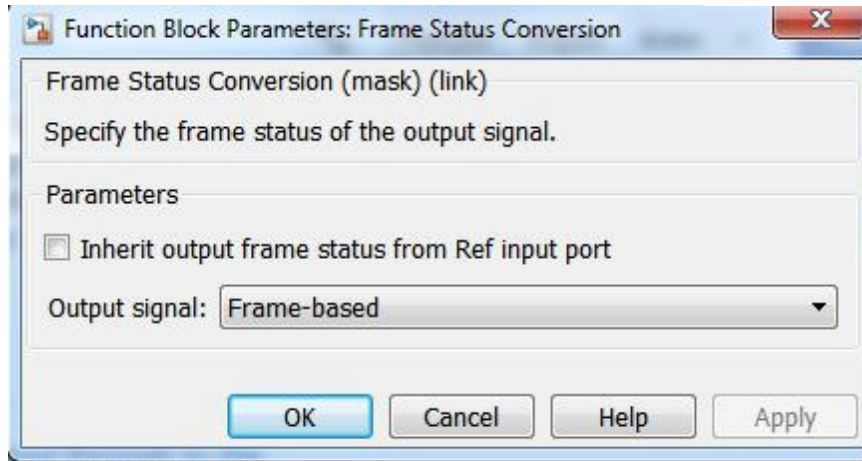 Function Block Parameters: Frame Status Conversion
Frame Status Conversion (mask) (link)
Specify the frame status of the output signal.
Parameters
Inherit output frame status from Ref input port
Output signal: Frame-based
OK Cancel Help Apply